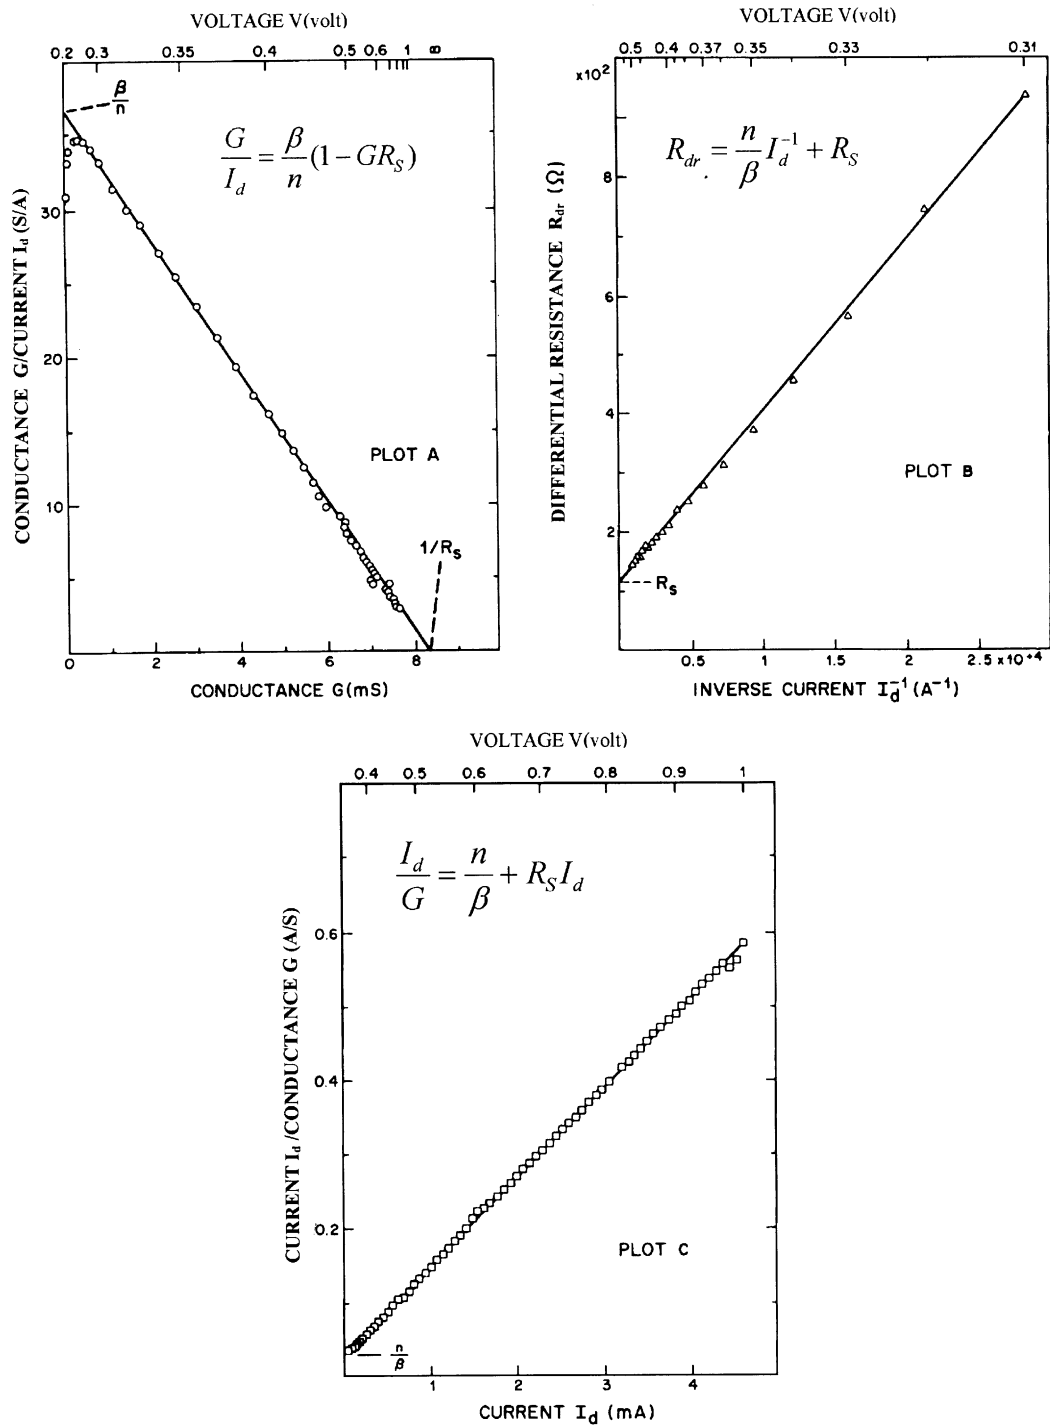 VOLTAGE V(volt)
0.2 0.3 0.35 0.4 0.5 0.6 1 ∞
β/n
G/I_d = β/n (1 − GR_S)
30
20
10
CONDUCTANCE G/CURRENT I_d (S/A)
PLOT A
1/R_s
0 2 4 6 8
CONDUCTANCE G(mS)
VOLTAGE V(volt)
0.5 0.4 0.37 0.35 0.33 0.31
x10²
R_dr = n/β I_d^-1 + R_S
8
6
4
2
DIFFERENTIAL RESISTANCE R_dr (Ω)
PLOT B
R_s
0.5 1 1.5 2 2.5 x10^+4
INVERSE CURRENT I_d^-1 (A^-1)
VOLTAGE V(volt)
0.4 0.5 0.6 0.7 0.8 0.9 1
I_d/G = n/β + R_S I_d
0.6
0.4
0.2
CURRENT I_d/CONDUCTANCE G (A/S)
PLOT C
n/β
1 2 3 4
CURRENT I_d (mA)